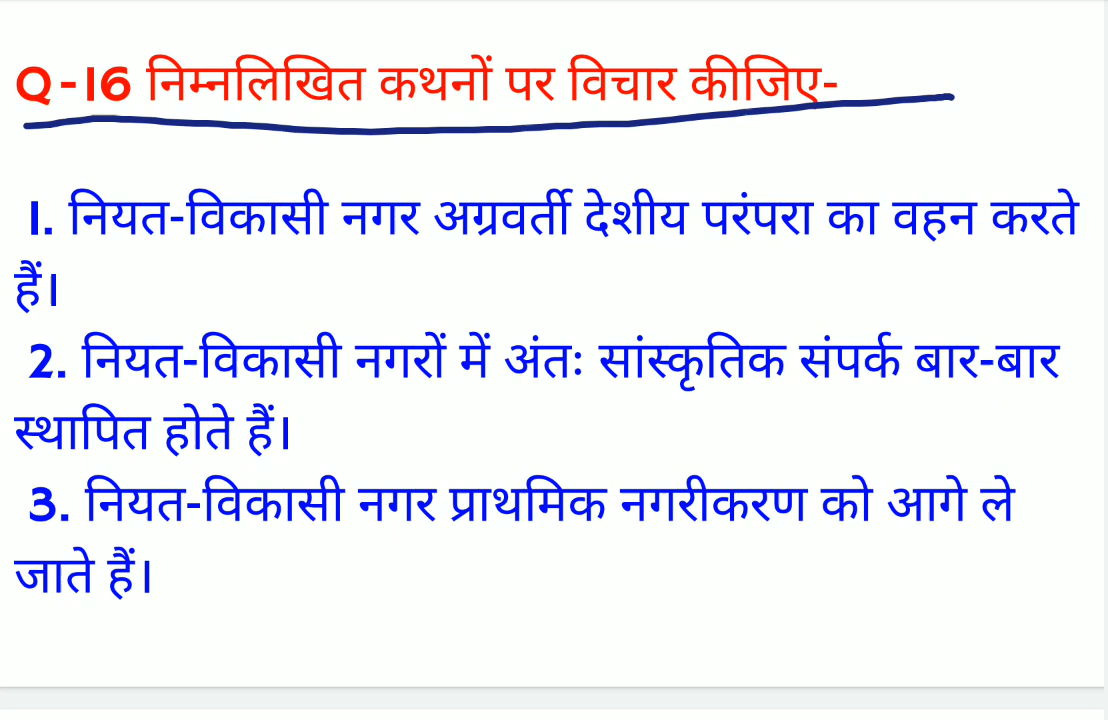 Q-16 निम्नलिखित कथनों पर विचार कीजिए-
1. नियत-विकासी नगर अग्रवर्ती देशीय परंपरा का वहन करते
हैं।
2. नियत-विकासी नगरों में अंतः सांस्कृतिक संपर्क बार-बार
स्थापित होते हैं।
3. नियत-विकासी नगर प्राथमिक नगरीकरण को आगे ले
जाते हैं।